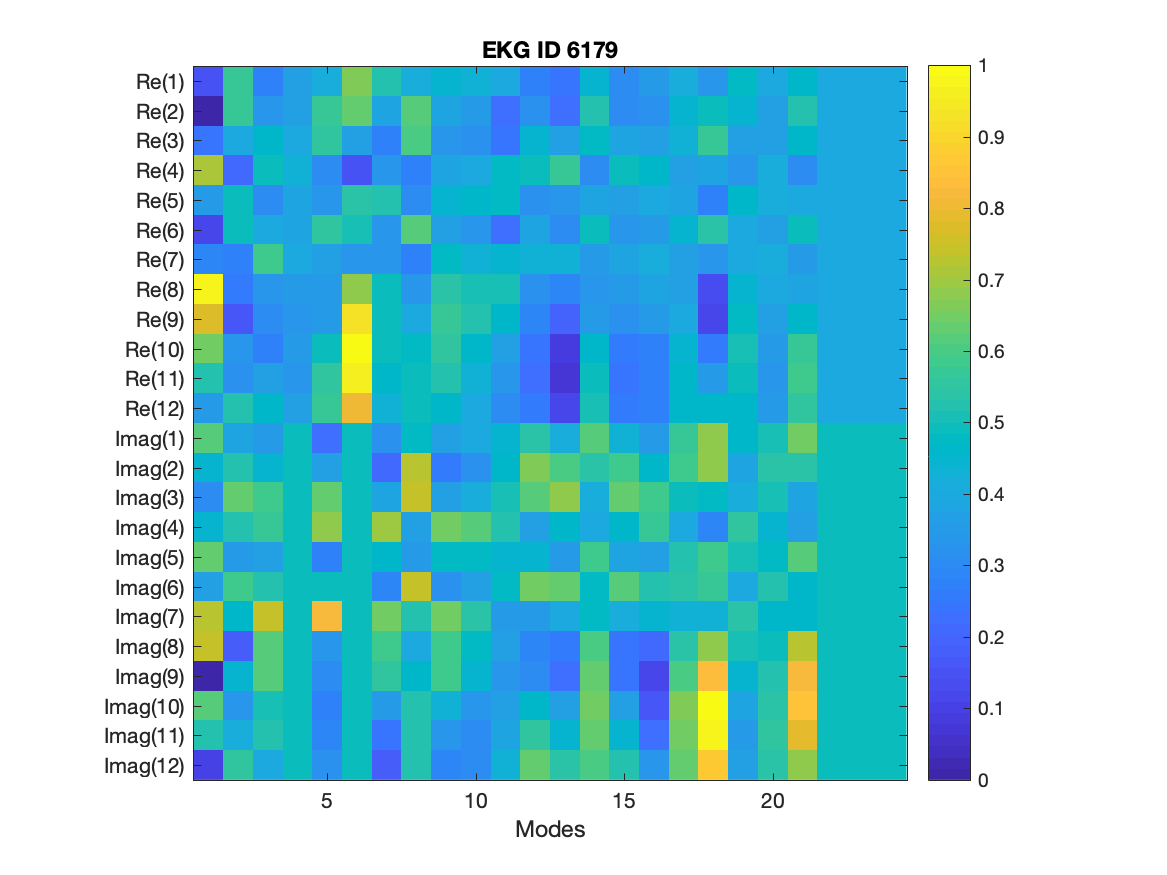 EKG ID 6179
Re(1)
Re(2)
Re(3)
Re(4)
Re(5)
Re(6)
Re(7)
Re(8)
Re(9)
Re(10)
Re(11)
Re(12)
Imag(1)
Imag(2)
Imag(3)
Imag(4)
Imag(5)
Imag(6)
Imag(7)
Imag(8)
Imag(9)
Imag(10)
Imag(11)
Imag(12)
5 10 15 20
Modes
1
0.9
0.8
0.7
0.6
0.5
0.4
0.3
0.2
0.1
0